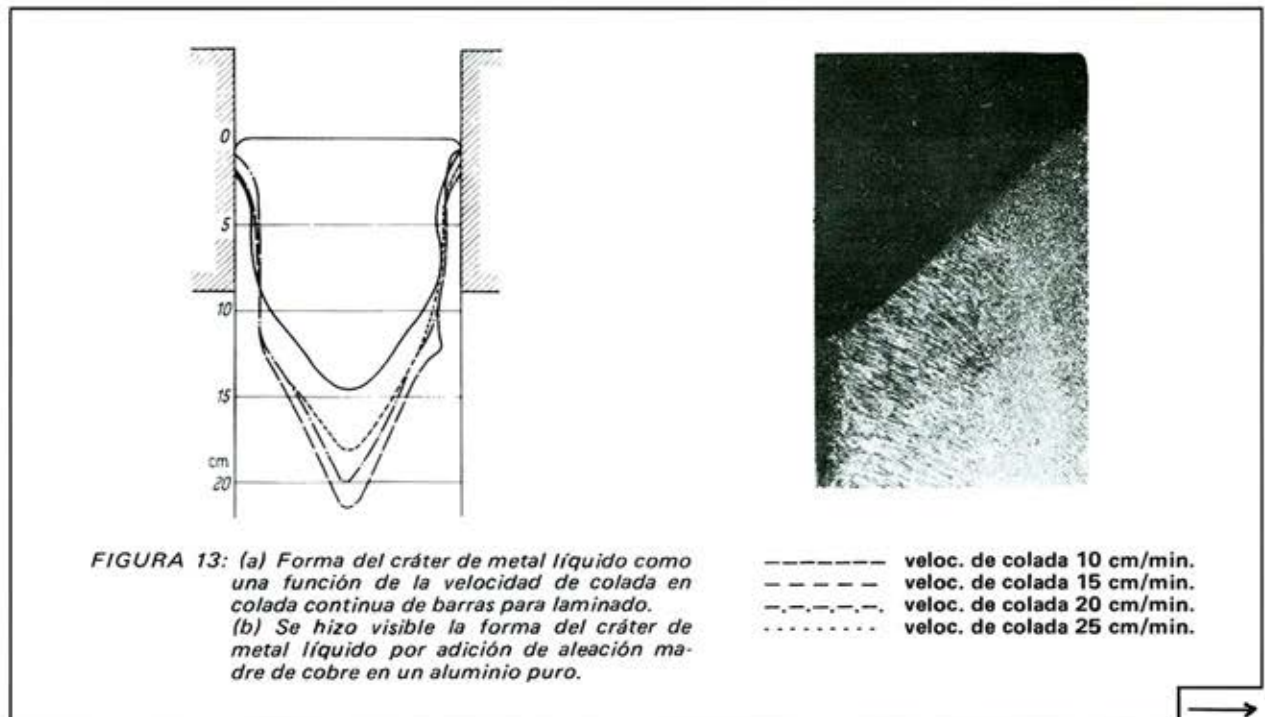 0
5
10
15
cm
20
FIGURA 13: (a) Forma del cráter de metal líquido como
una función de la velocidad de colada en
colada continua de barras para laminado.
(b) Se hizo visible la forma del cráter de
metal líquido por adición de aleación ma-
dre de cobre en un aluminio puro.
veloc. de colada 10 cm/min.
veloc. de colada 15 cm/min.
veloc. de colada 20 cm/min.
veloc. de colada 25 cm/min.